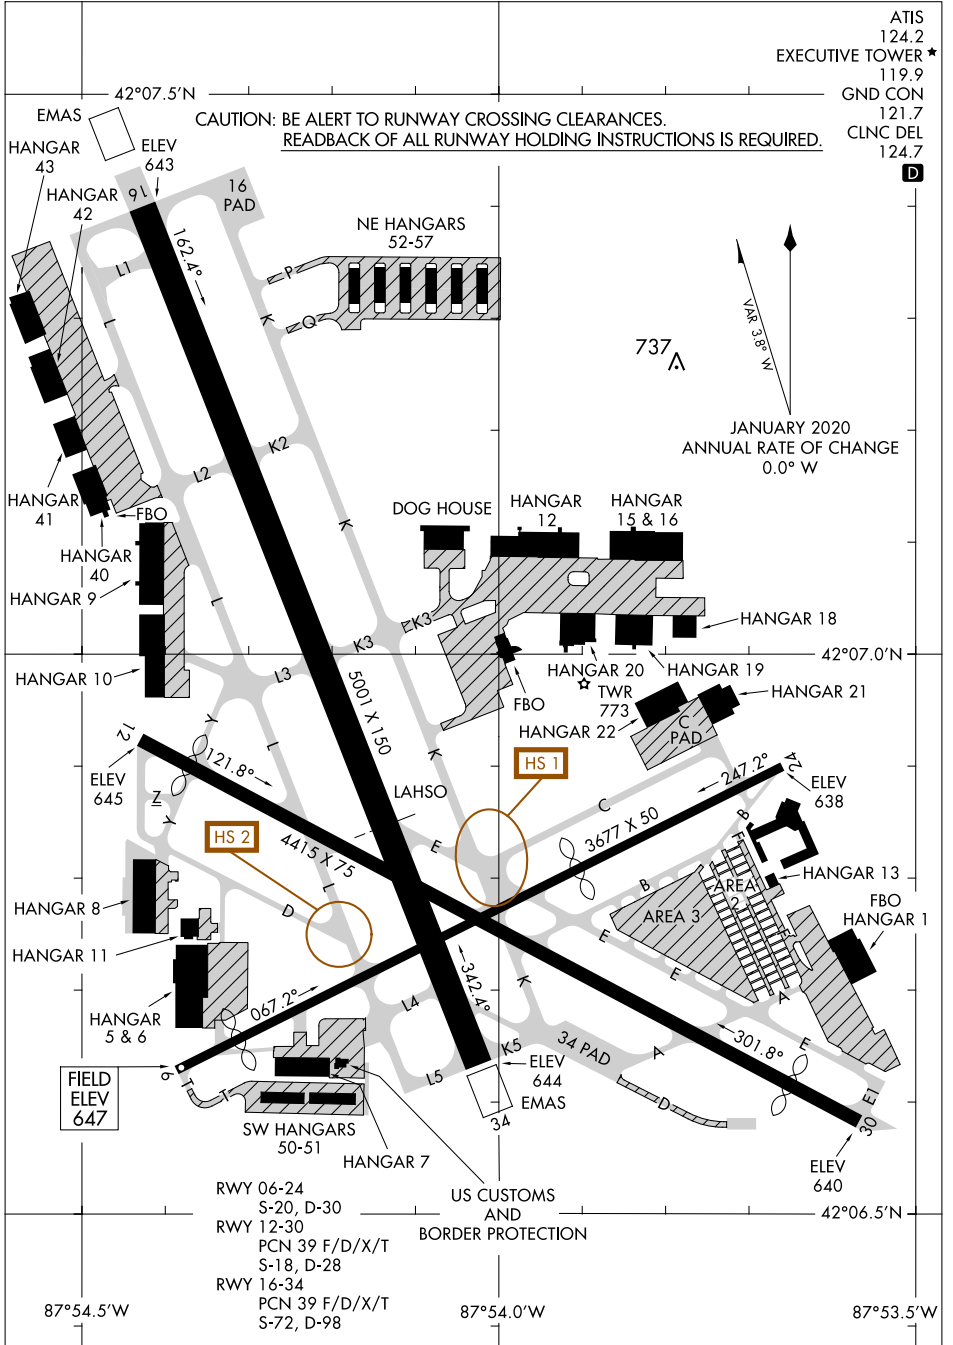 ATIS
124.2
EXECUTIVE TOWER ★
119.9
GND CON
121.7
CLNC DEL
124.7
D
42°07.5'N
CAUTION: BE ALERT TO RUNWAY CROSSING CLEARANCES.
READBACK OF ALL RUNWAY HOLDING INSTRUCTIONS IS REQUIRED.
EMAS
ELEV
643
HANGAR
43
HANGAR
42
16
16
PAD
NE HANGARS
52-57
162.4°
L1
P
L
K
Q
737
VAR 3.8° W
JANUARY 2020
ANNUAL RATE OF CHANGE
0.0° W
L2
K2
HANGAR
41
FBO
HANGAR
40
K
DOG HOUSE
HANGAR
12
HANGAR
15 & 16
HANGAR 9
L
K3
K3
HANGAR 18
42°07.0'N
HANGAR 10
L3
5001 X 150
FBO
HANGAR 20
HANGAR 19
TWR
773
HANGAR 21
HANGAR 22
C
PAD
12
Y
L
K
121.8°
HS 1
247.2°
24
ELEV
645
Z
Y
LAHSO
C
3677 X 50
ELEV
638
HS 2
4415 X 75
E
B
HANGAR 13
L
B
F
AREA
2
AREA 3
FBO
HANGAR 1
HANGAR 8
D
E
HANGAR 11
E
K
A
342.4°
067.2°
L4
HANGAR
5 & 6
34 PAD
A
301.8°
E
K5
ELEV
644
6
FIELD
ELEV
647
T
T
L5
EMAS
34
D
E1
30
SW HANGARS
50-51
HANGAR 7
ELEV
640
US CUSTOMS
AND
BORDER PROTECTION
42°06.5'N
RWY 06-24
S-20, D-30
RWY 12-30
PCN 39 F/D/X/T
S-18, D-28
RWY 16-34
PCN 39 F/D/X/T
S-72, D-98
87°54.5'W
87°54.0'W
87°53.5'W